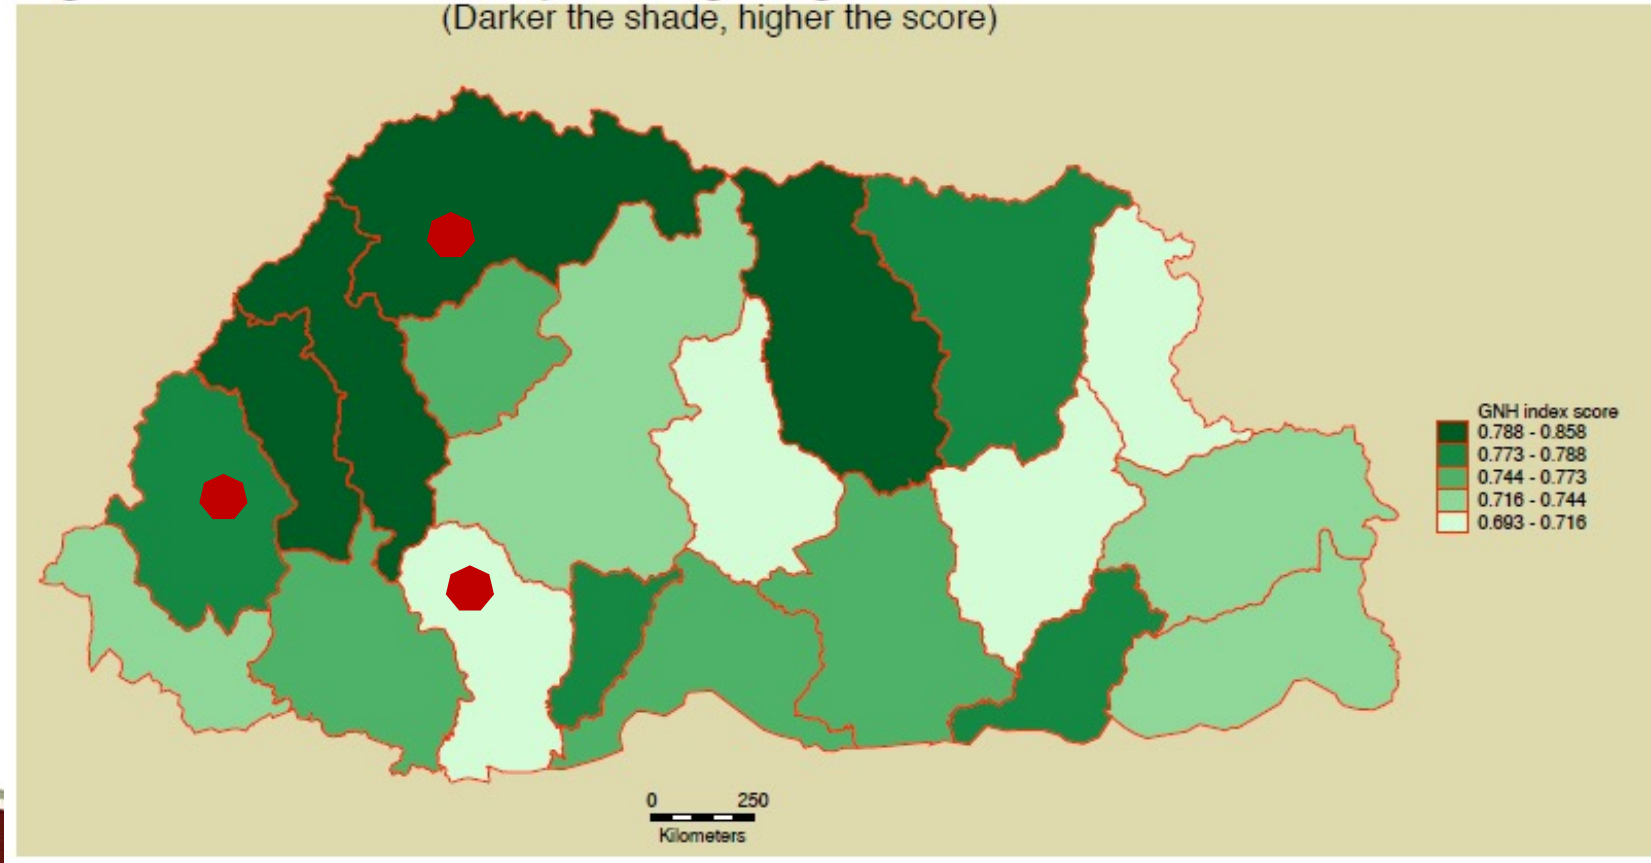 (Darker the shade, higher the score)
GNH index score
0.788 - 0.858
0.773 - 0.788
0.744 - 0.773
0.716 - 0.744
0.693 - 0.716
0 250
Kilometers